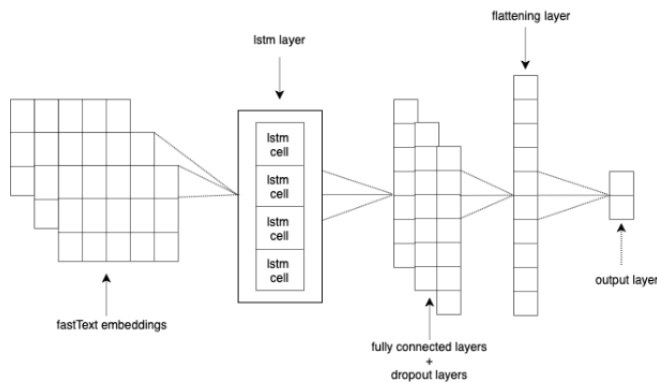 flattening layer
lstm layer
lstm
cell
lstm
cell
lstm
cell
lstm
cell
fastText embeddings
output layer
fully connected layers
+
dropout layers